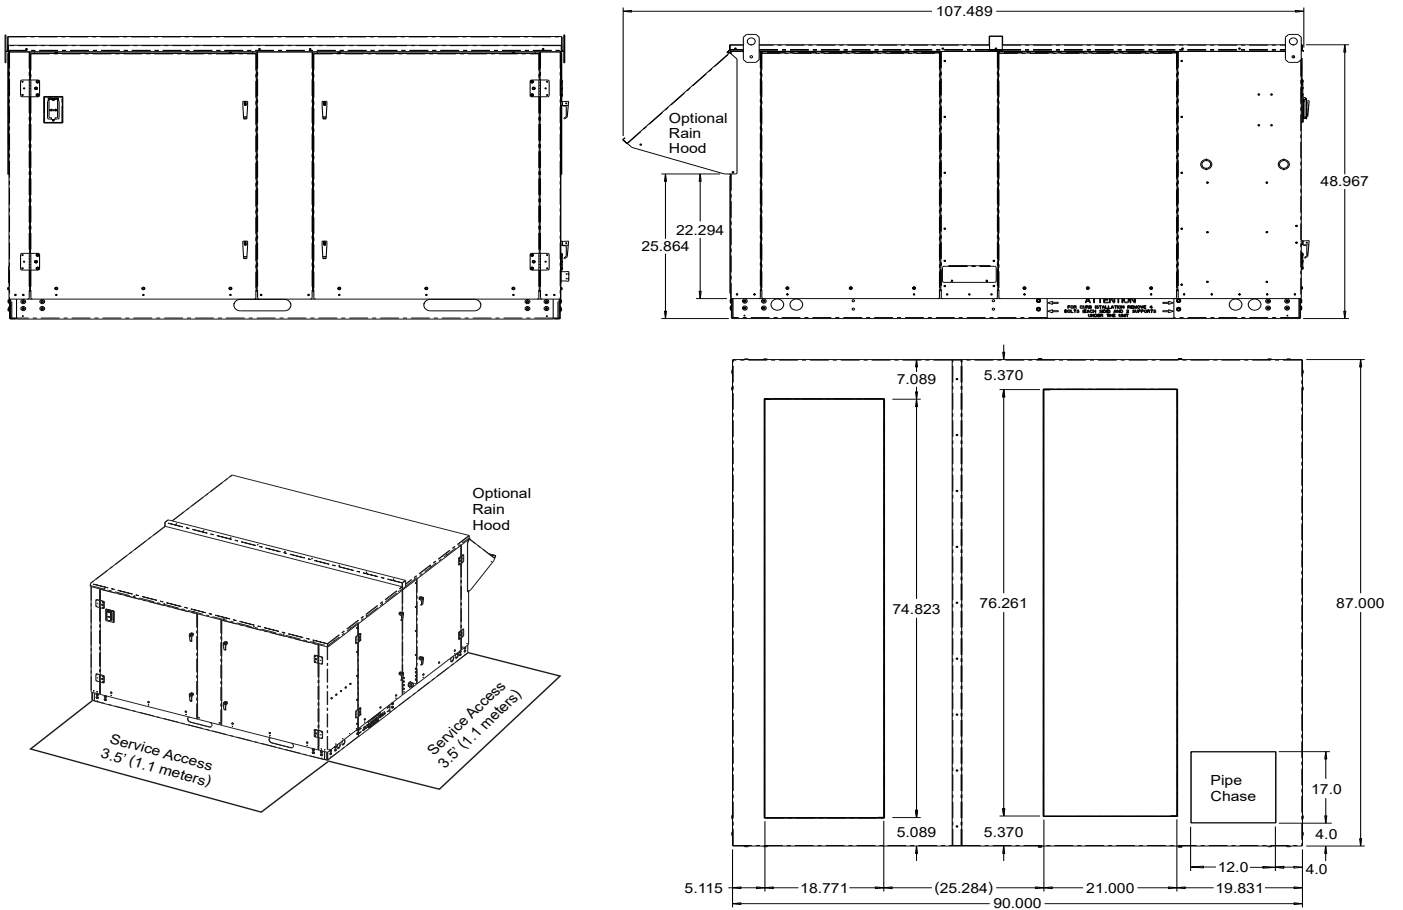 107.489
Optional
Rain
Hood
48.967
22.294
25.864
ATTENTION
UNDER THE UNIT
7.089
5.370
Optional
Rain
Hood
74.823
76.261
87.000
Service Access
3.5' (1.1 meters)
Service Access
3.5' (1.1 meters)
Pipe
Chase
17.0
5.089
5.370
4.0
12.0
4.0
5.115
18.771
(25.284)
21.000
19.831
90.000